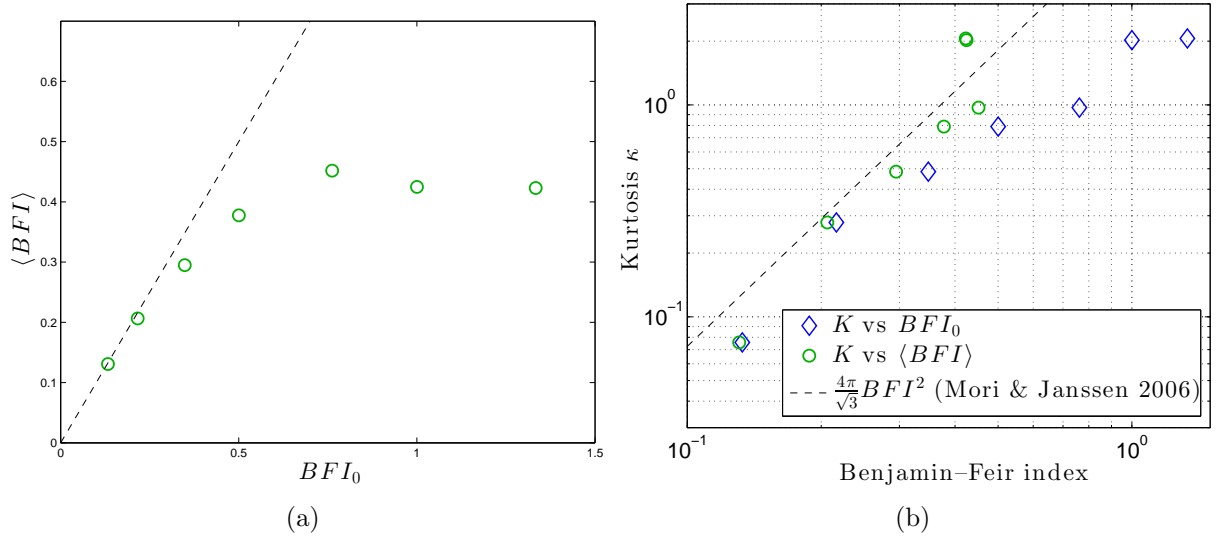 0.6
0.5
0.4
0.3
0.2
0.1
0
⟨BFI⟩
0 0.5 1 1.5
BFI₀
(a)
10⁰
10⁻¹
Kurtosis κ
K vs BFI₀
K vs ⟨BFI⟩
4π/√3 BFI² (Mori & Janssen 2006)
10⁻¹ 10⁰
Benjamin–Feir index
(b)